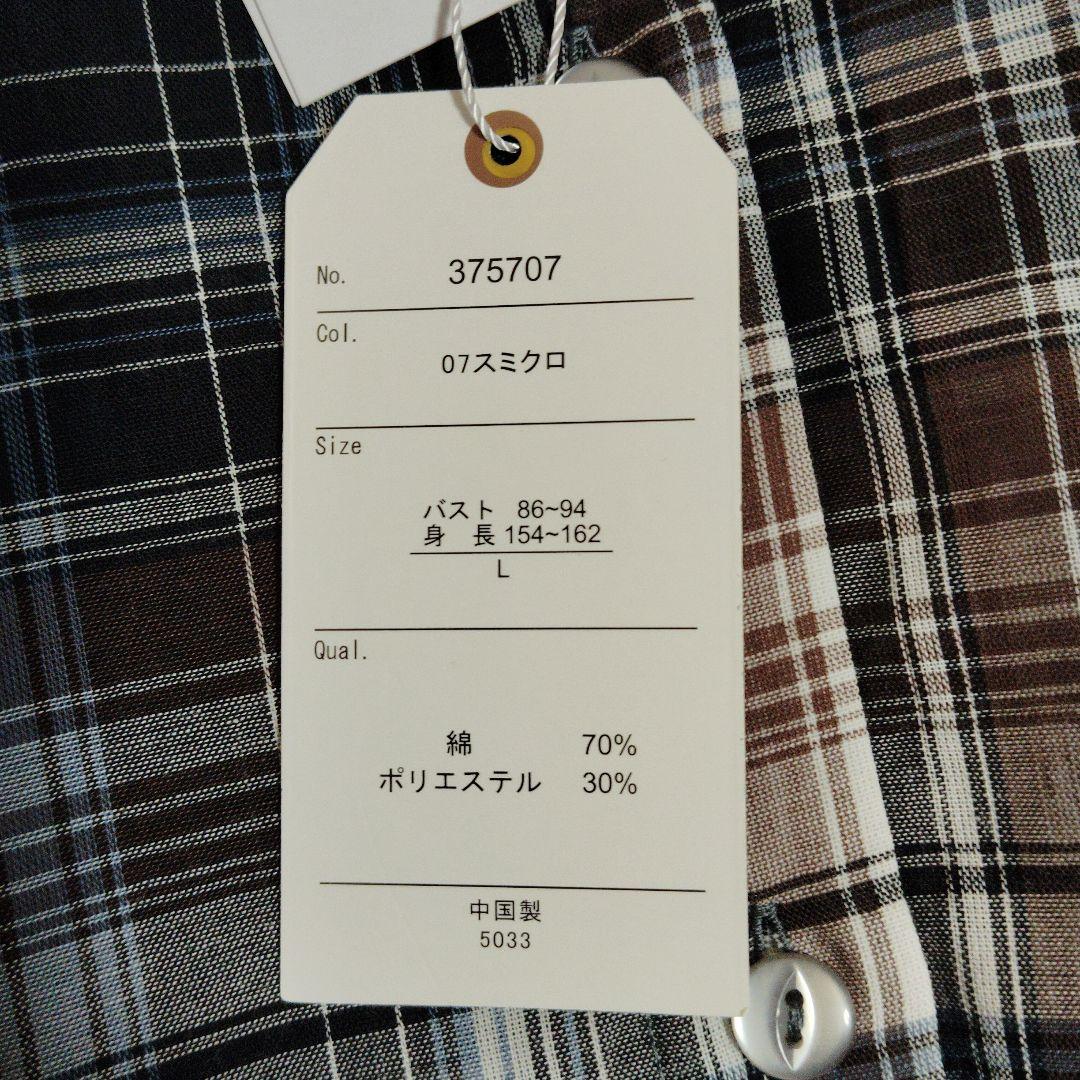 No. 375707
Col.
07スミクロ
Size
バスト 86~94
身 長 154~162
L
Qual.
綿 70%
ポリエステル 30%
中国製
5033